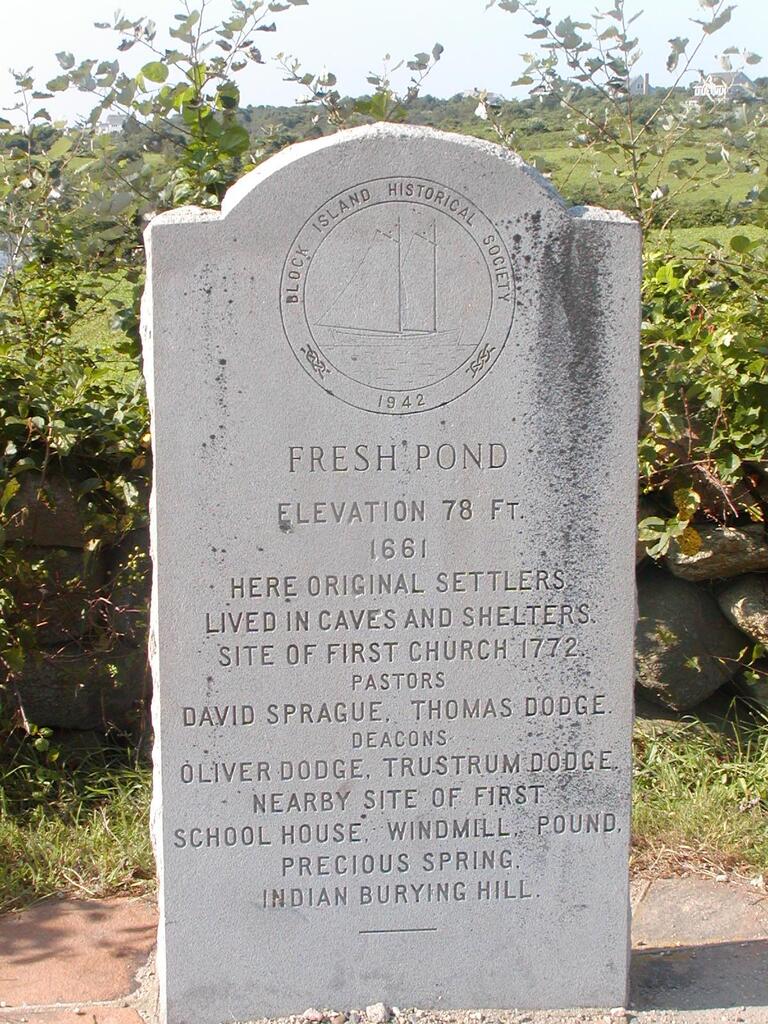 BLOCK ISLAND HISTORICAL SOCIETY
1942
FRESH POND
ELEVATION 78 FT.
1661
HERE ORIGINAL SETTLERS
LIVED IN CAVES AND SHELTERS.
SITE OF FIRST CHURCH 1772.
PASTORS
DAVID SPRAGUE, THOMAS DODGE.
DEACONS
OLIVER DODGE, TRUSTRUM DODGE.
NEARBY SITE OF FIRST
SCHOOL HOUSE, WINDMILL, POUND,
PRECIOUS SPRING.
INDIAN BURYING HILL.